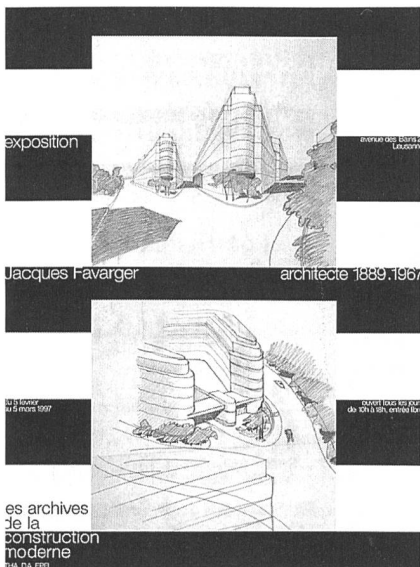 exposition
avenue des Bains
Lausanne
Jacques Favarger
architecte 1889.1967
du 5 février
au 5 mars 1997
ouvert tous les jours
de 10h à 18h, entrée libre
es archives
de la
construction
moderne